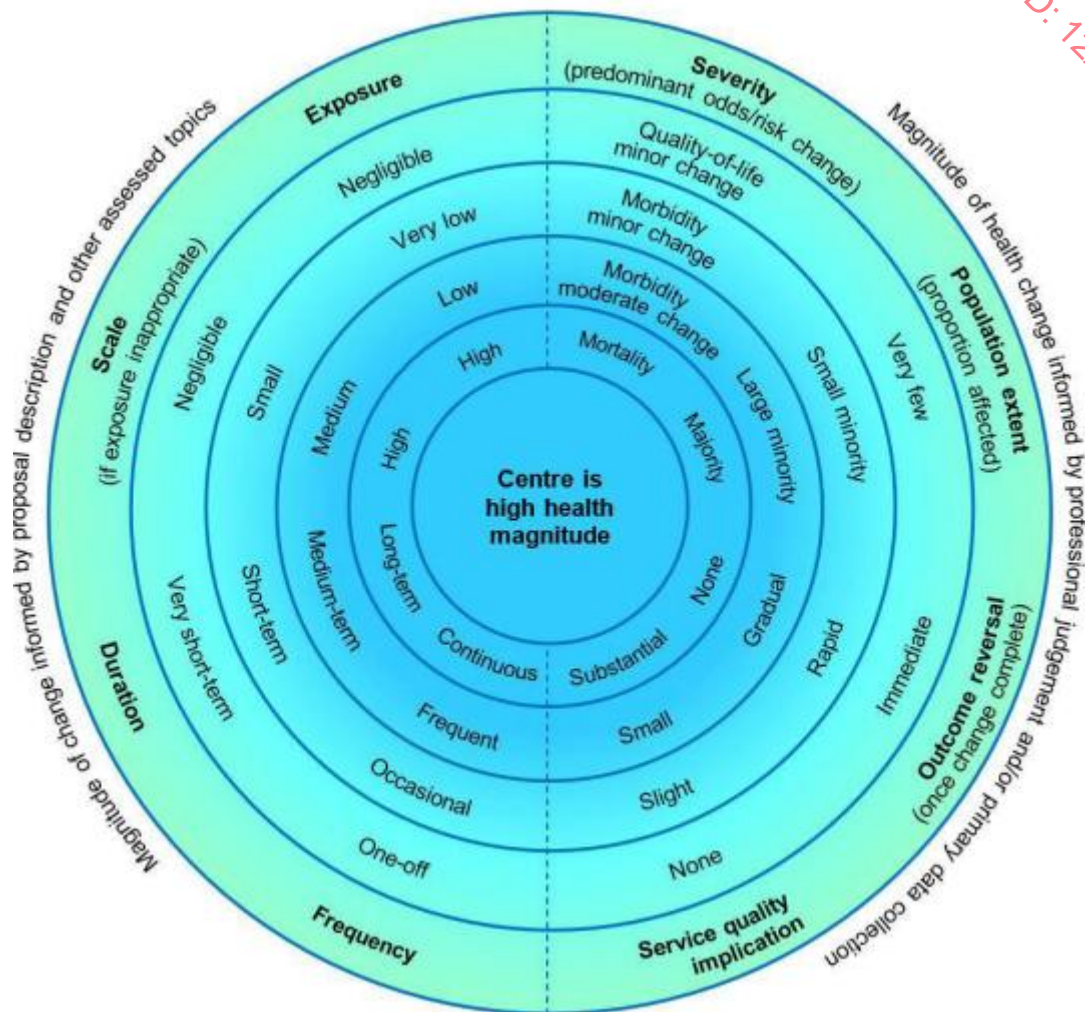 D: 12
Magnitude of change informed by proposal description and other assessed topics
Magnitude of health change informed by professional judgement and/or primary data collection
Exposure
Negligible
Very low
Low
High
Scale
(if exposure inappropriate)
Negligible
Small
Medium
High
Duration
Very short-term
Short-term
Medium-term
Long-term
Frequency
One-off
Occasional
Frequent
Continuous
Severity
(predominant odds/risk change)
Quality-of-life
minor change
Morbidity
minor change
Morbidity
moderate change
Mortality
Population extent
(proportion affected)
Very few
Small minority
Large minority
Majority
Outcome reversal
(once change complete)
Immediate
Rapid
Gradual
None
Service quality
implication
None
Slight
Small
Substantial
Centre is
high health
magnitude